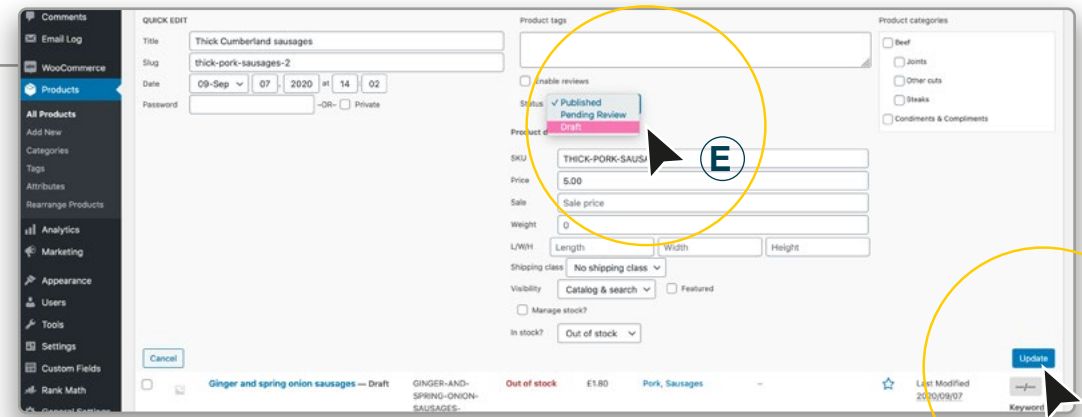 Comments
Email Log
WooCommerce
Products
All Products
Add New
Categories
Tags
Attributes
Rearrange Products
Analytics
Marketing
Appearance
Users
Tools
Settings
Custom Fields
Rank Math
General Settings
QUICK EDIT
Title Thick Cumberland sausages
Slug thick-pork-sausages-2
Date 09-Sep 07 , 2020 at 14 : 02
Password –OR– Private
Product tags
Enable reviews
Status ✓ Published
Pending Review
Draft
Product d
E
SKU THICK-PORK-SAUSA
Price 5.00
Sale Sale price
Weight 0
L/W/H Length Width Height
Shipping class No shipping class
Visibility Catalog & search Featured
Manage stock?
In stock? Out of stock
Product categories
Beef
Joints
Other cuts
Steaks
Condiments & Compliments
Cancel Update
Ginger and spring onion sausages — Draft GINGER-AND- Out of stock £1.80 Pork, Sausages – Last Modified
SPRING-ONION- 2020/09/07
SAUSAGES- Keyword